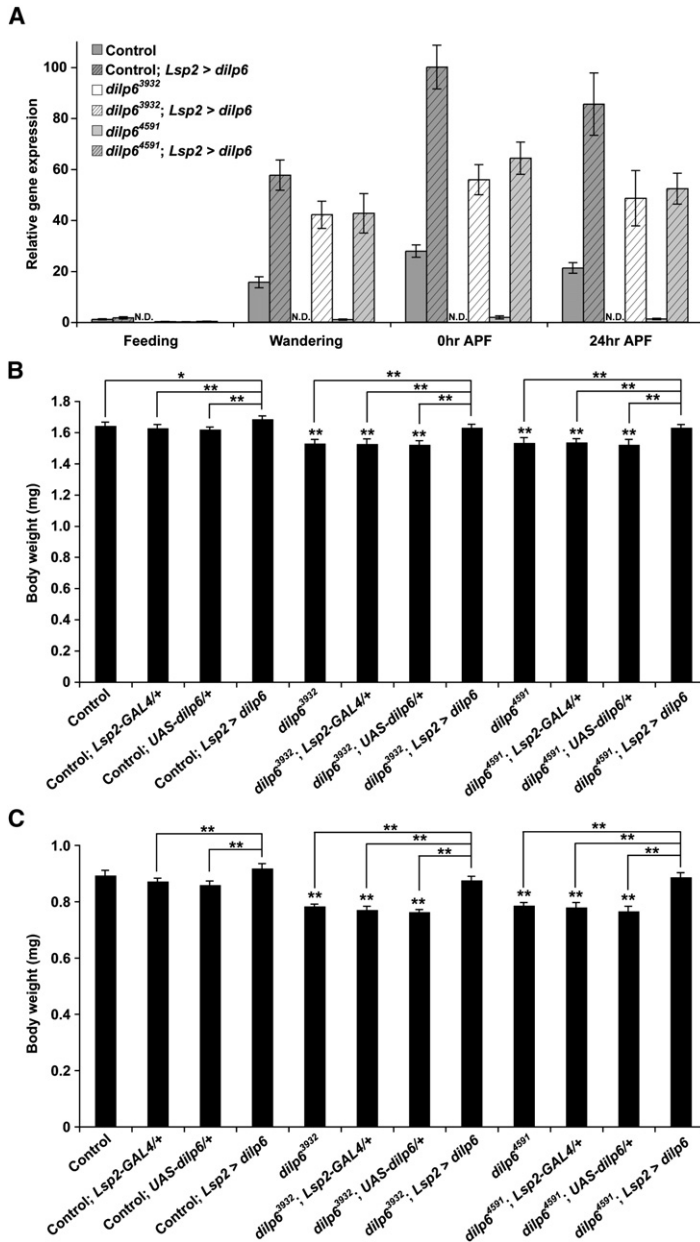 A
Control
Control; Lsp2 > dilp6
dilp6³⁹³²
dilp6³⁹³²; Lsp2 > dilp6
dilp6⁴⁵⁹¹
dilp6⁴⁵⁹¹; Lsp2 > dilp6
Relative gene expression
100
80
60
40
20
0
N.D.
N.D.
N.D.
N.D.
Feeding
Wandering
0hr APF
24hr APF
B
* ** **
** ** **
** ** **
** ** ** ** ** **
Body weight (mg)
1.8
1.6
1.4
1.2
1.0
0.8
0.6
0.4
0.2
0
Control
Control; Lsp2-GAL4/+
Control; UAS-dilp6/+
Control; Lsp2 > dilp6
dilp6³⁹³²
dilp6³⁹³²; Lsp2-GAL4/+
dilp6³⁹³²; UAS-dilp6/+
dilp6³⁹³²; Lsp2 > dilp6
dilp6⁴⁵⁹¹
dilp6⁴⁵⁹¹; Lsp2-GAL4/+
dilp6⁴⁵⁹¹; UAS-dilp6/+
dilp6⁴⁵⁹¹; Lsp2 > dilp6
C
** ** **
** ** **
** **
** ** ** ** ** **
Body weight (mg)
1.0
0.8
0.6
0.4
0.2
0
Control
Control; Lsp2-GAL4/+
Control; UAS-dilp6/+
Control; Lsp2 > dilp6
dilp6³⁹³²
dilp6³⁹³²; Lsp2-GAL4/+
dilp6³⁹³²; UAS-dilp6/+
dilp6³⁹³²; Lsp2 > dilp6
dilp6⁴⁵⁹¹
dilp6⁴⁵⁹¹; Lsp2-GAL4/+
dilp6⁴⁵⁹¹; UAS-dilp6/+
dilp6⁴⁵⁹¹; Lsp2 > dilp6